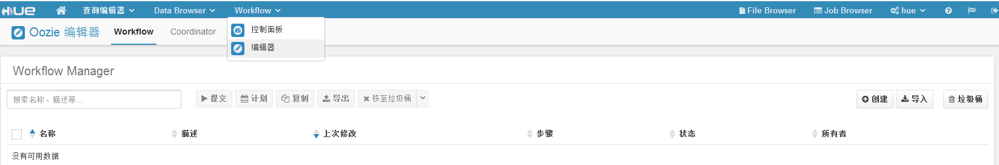 HUE 查询编辑器 Data Browser Workflow File Browser Job Browser hue
Oozie 编辑器 Workflow Coordinator 控制面板
编辑器
Workflow Manager
搜索名称、描述等... 提交 计划 复制 导出 移至垃圾桶 创建 导入 垃圾桶
名称 描述 上次修改 步骤 状态 所有者
没有可用数据